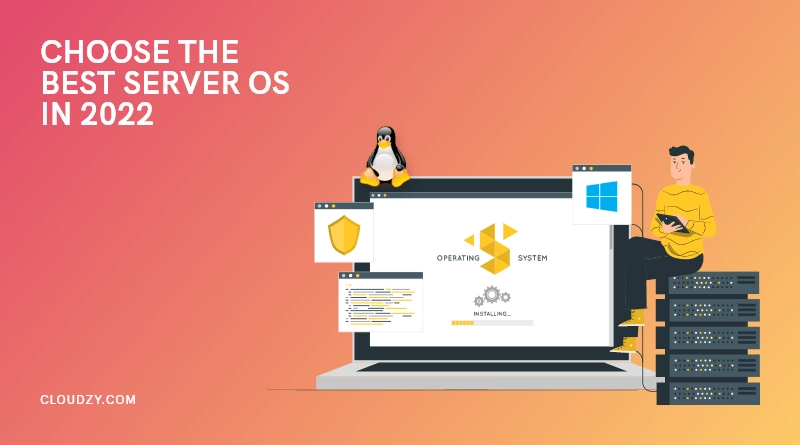 CHOOSE THE
BEST SERVER OS
IN 2022
OPERATING SYSTEM
INSTALLING...
CLOUDZY.COM